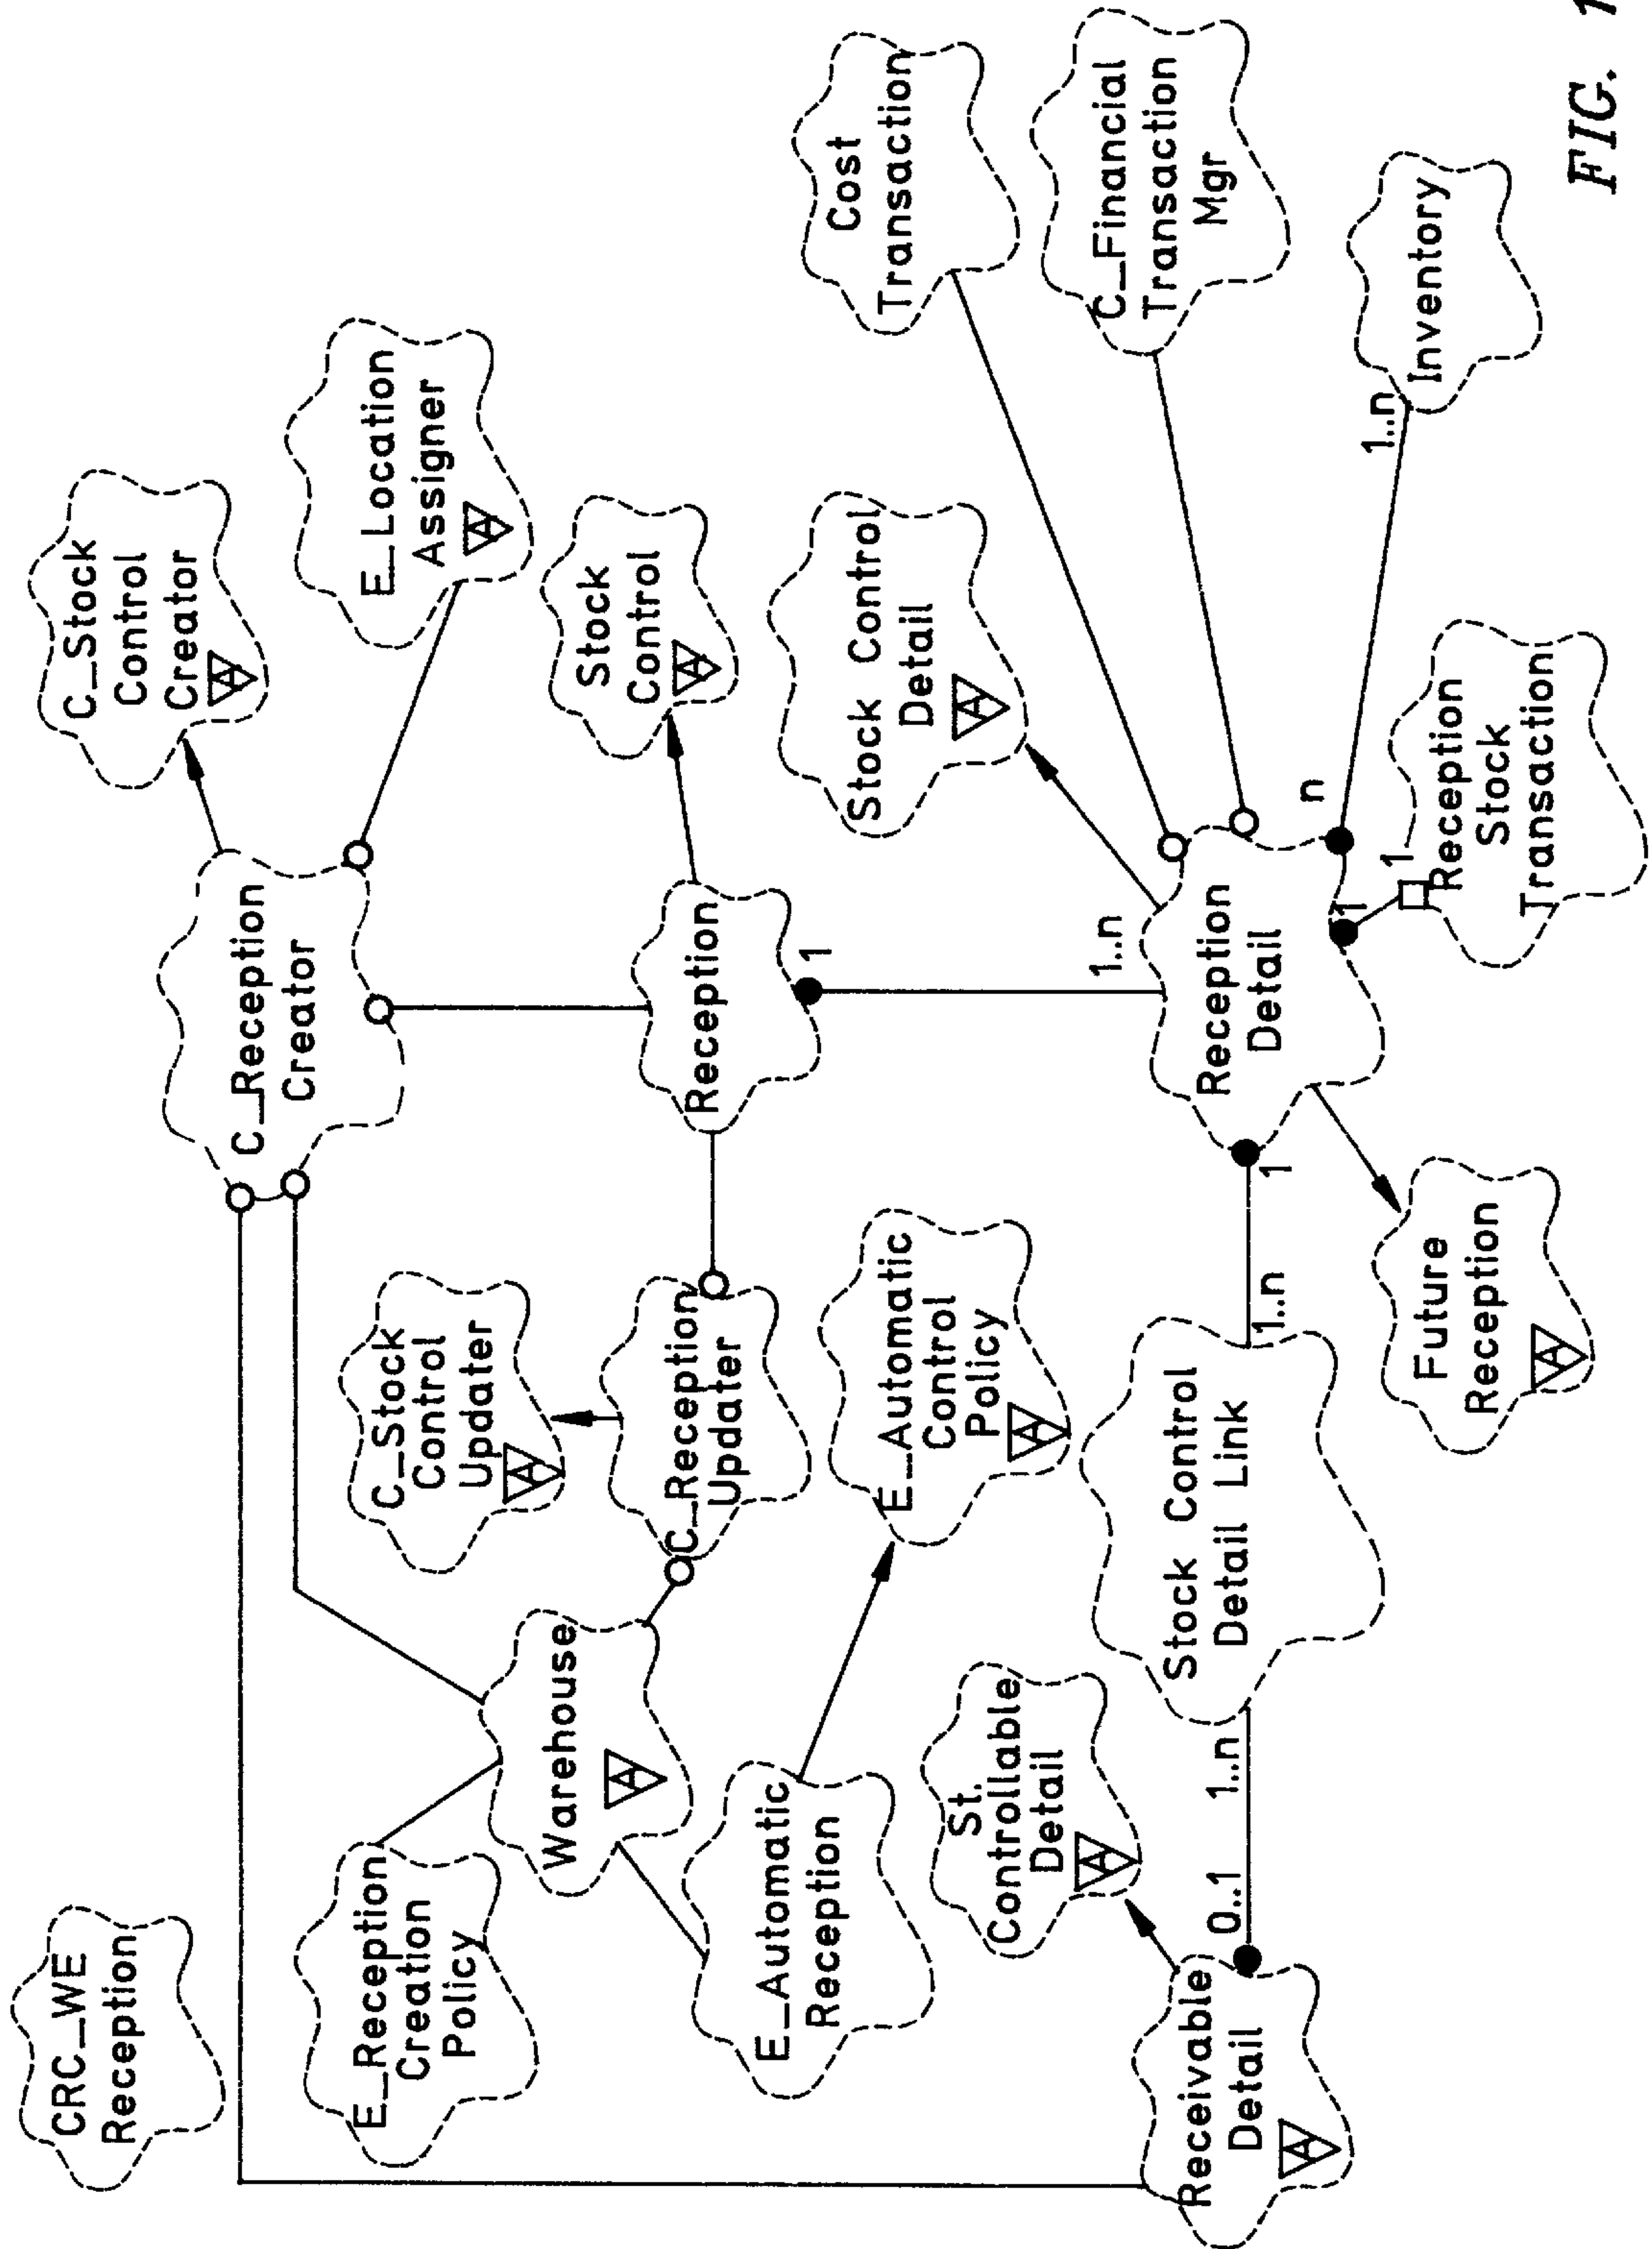 CRC_WE
Reception
C_Reception
Creator
C_Stock
Control
Creator
A
E_Location
Assigner
A
E_Reception
Creation
Policy
Warehouse
A
C_Stock
Control
Updater
A
C_Reception
Updater
Reception
1
Stock
Control
A
E_Automatic
Reception
E_Automatic
Control
Policy
A
Stock Control
Detail
A
Cost
Transaction
C_Financial
Transaction
Mgr
St.
Controllable
Detail
A
Receivable
Detail
A
0..1
1..n
Stock Control
Detail Link
1..n
1
Reception
Detail
1..n
n
1..n
Inventory
1
1
Reception
Stock
Transaction
Future
Reception
A
FIG. 1